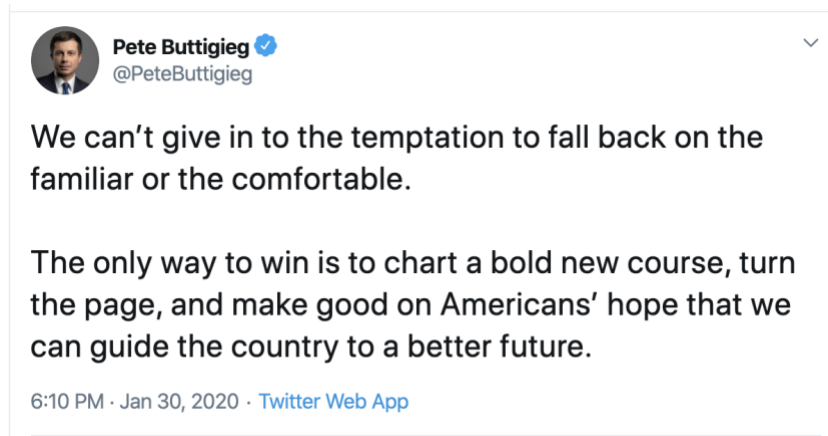 Pete Buttigieg
@PeteButtigieg
We can’t give in to the temptation to fall back on the
familiar or the comfortable.
The only way to win is to chart a bold new course, turn
the page, and make good on Americans’ hope that we
can guide the country to a better future.
6:10 PM · Jan 30, 2020 · Twitter Web App